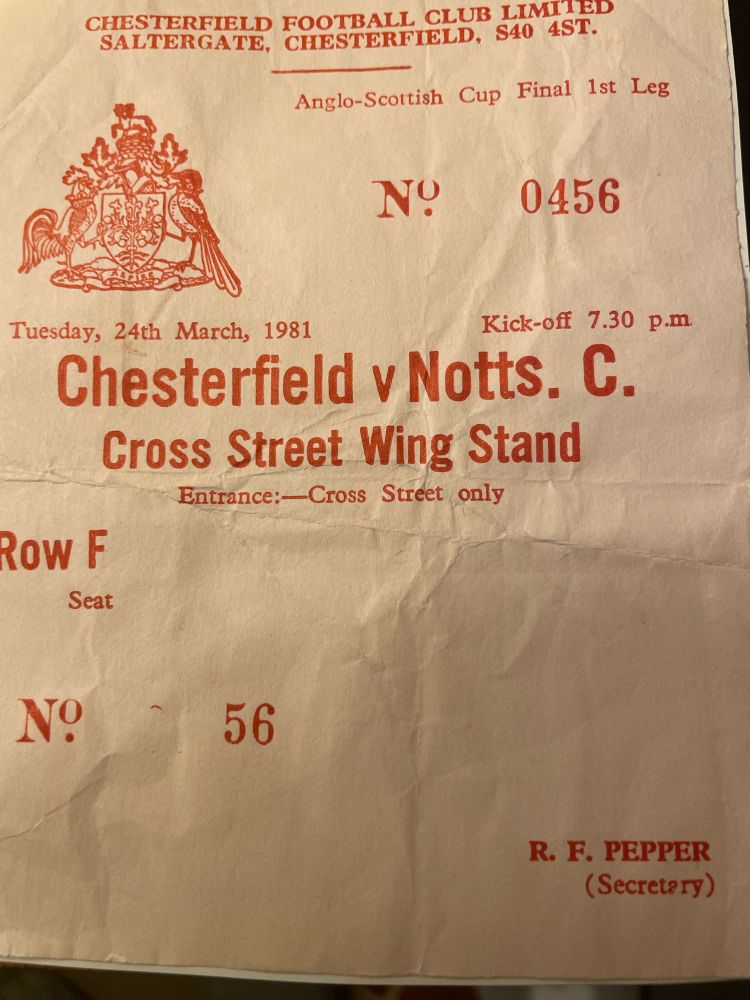 CHESTERFIELD FOOTBALL CLUB LIMITED
SALTERGATE, CHESTERFIELD, S40 4ST.
Anglo-Scottish Cup Final 1st Leg
Nº. 0456
ASPIRE
Tuesday, 24th March, 1981 Kick-off 7.30 p.m
Chesterfield v Notts. C.
Cross Street Wing Stand
Entrance:—Cross Street only
Row F
Seat
Nº. 56
R. F. PEPPER
(Secretary)